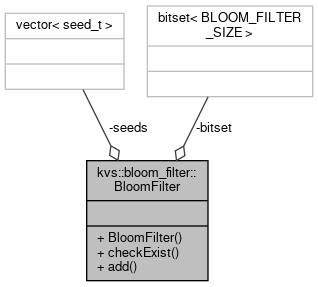 vector< seed_t >
bitset< BLOOM_FILTER
_SIZE >
-seeds
-bitset
kvs::bloom_filter::
BloomFilter
+ BloomFilter()
+ checkExist()
+ add()